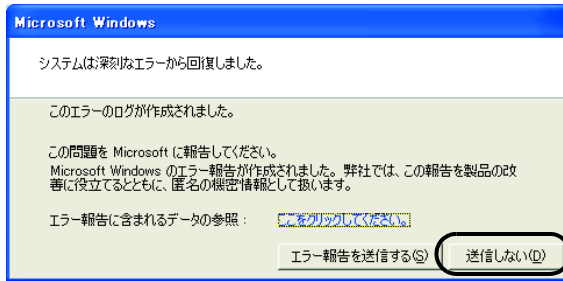 Microsoft Windows
システムは深刻なエラーから回復しました。
このエラーのログが作成されました。
この問題を Microsoft に報告してください。
Microsoft Windows のエラー報告が作成されました。弊社では、この報告を製品の改
善に役立てるとともに、匿名の機密情報として扱います。
エラー報告に含まれるデータの参照: ここをクリックしてください。
エラー報告を送信する(S) 送信しない(D)